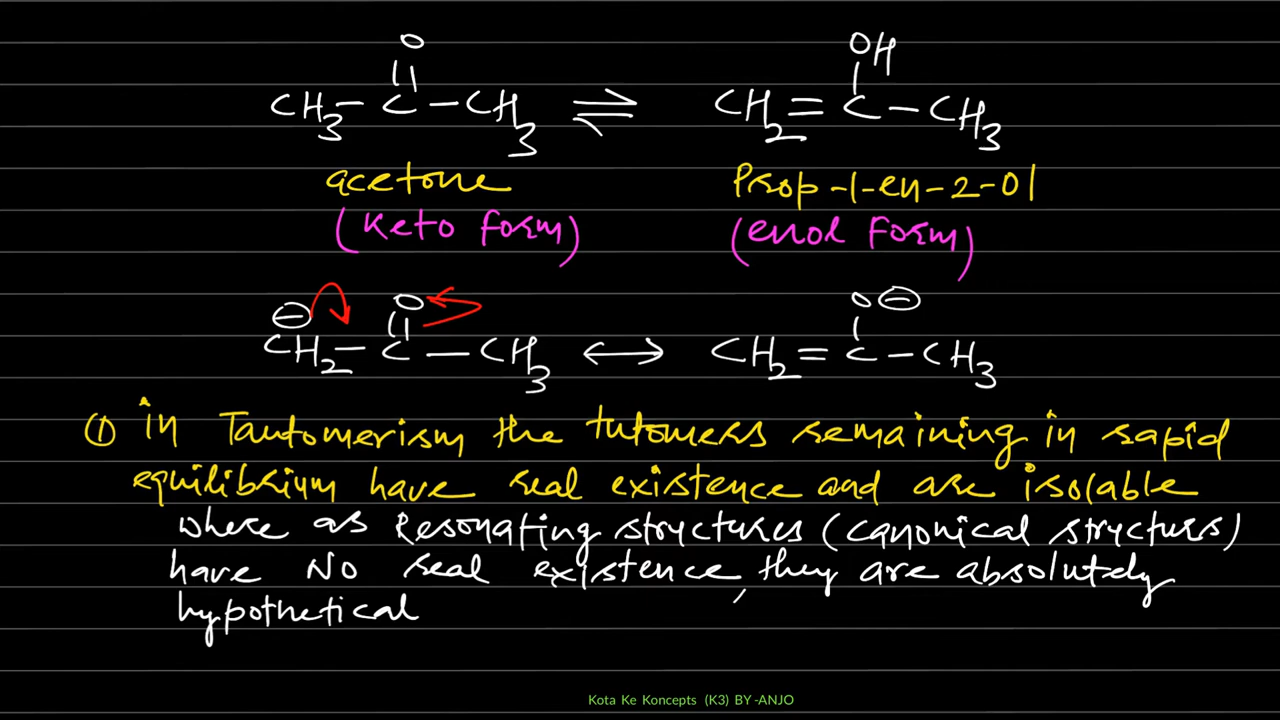 O OH
CH3 – C – CH3 ⇌ CH2 = C – CH3
acetone Prop-1-en-2-ol
(Keto form) (enol form)
⊖ O O ⊖
CH2 – C – CH3 ↔ CH2 = C – CH3
① in Tautomerism the tutomers remaining in rapid
equilibrium have real existence and are isolable
where as Resonating structures (canonical structurs)
have No real existence, they are absolutely
hypothetical
Kota Ke Koncepts (K3) BY -ANJO